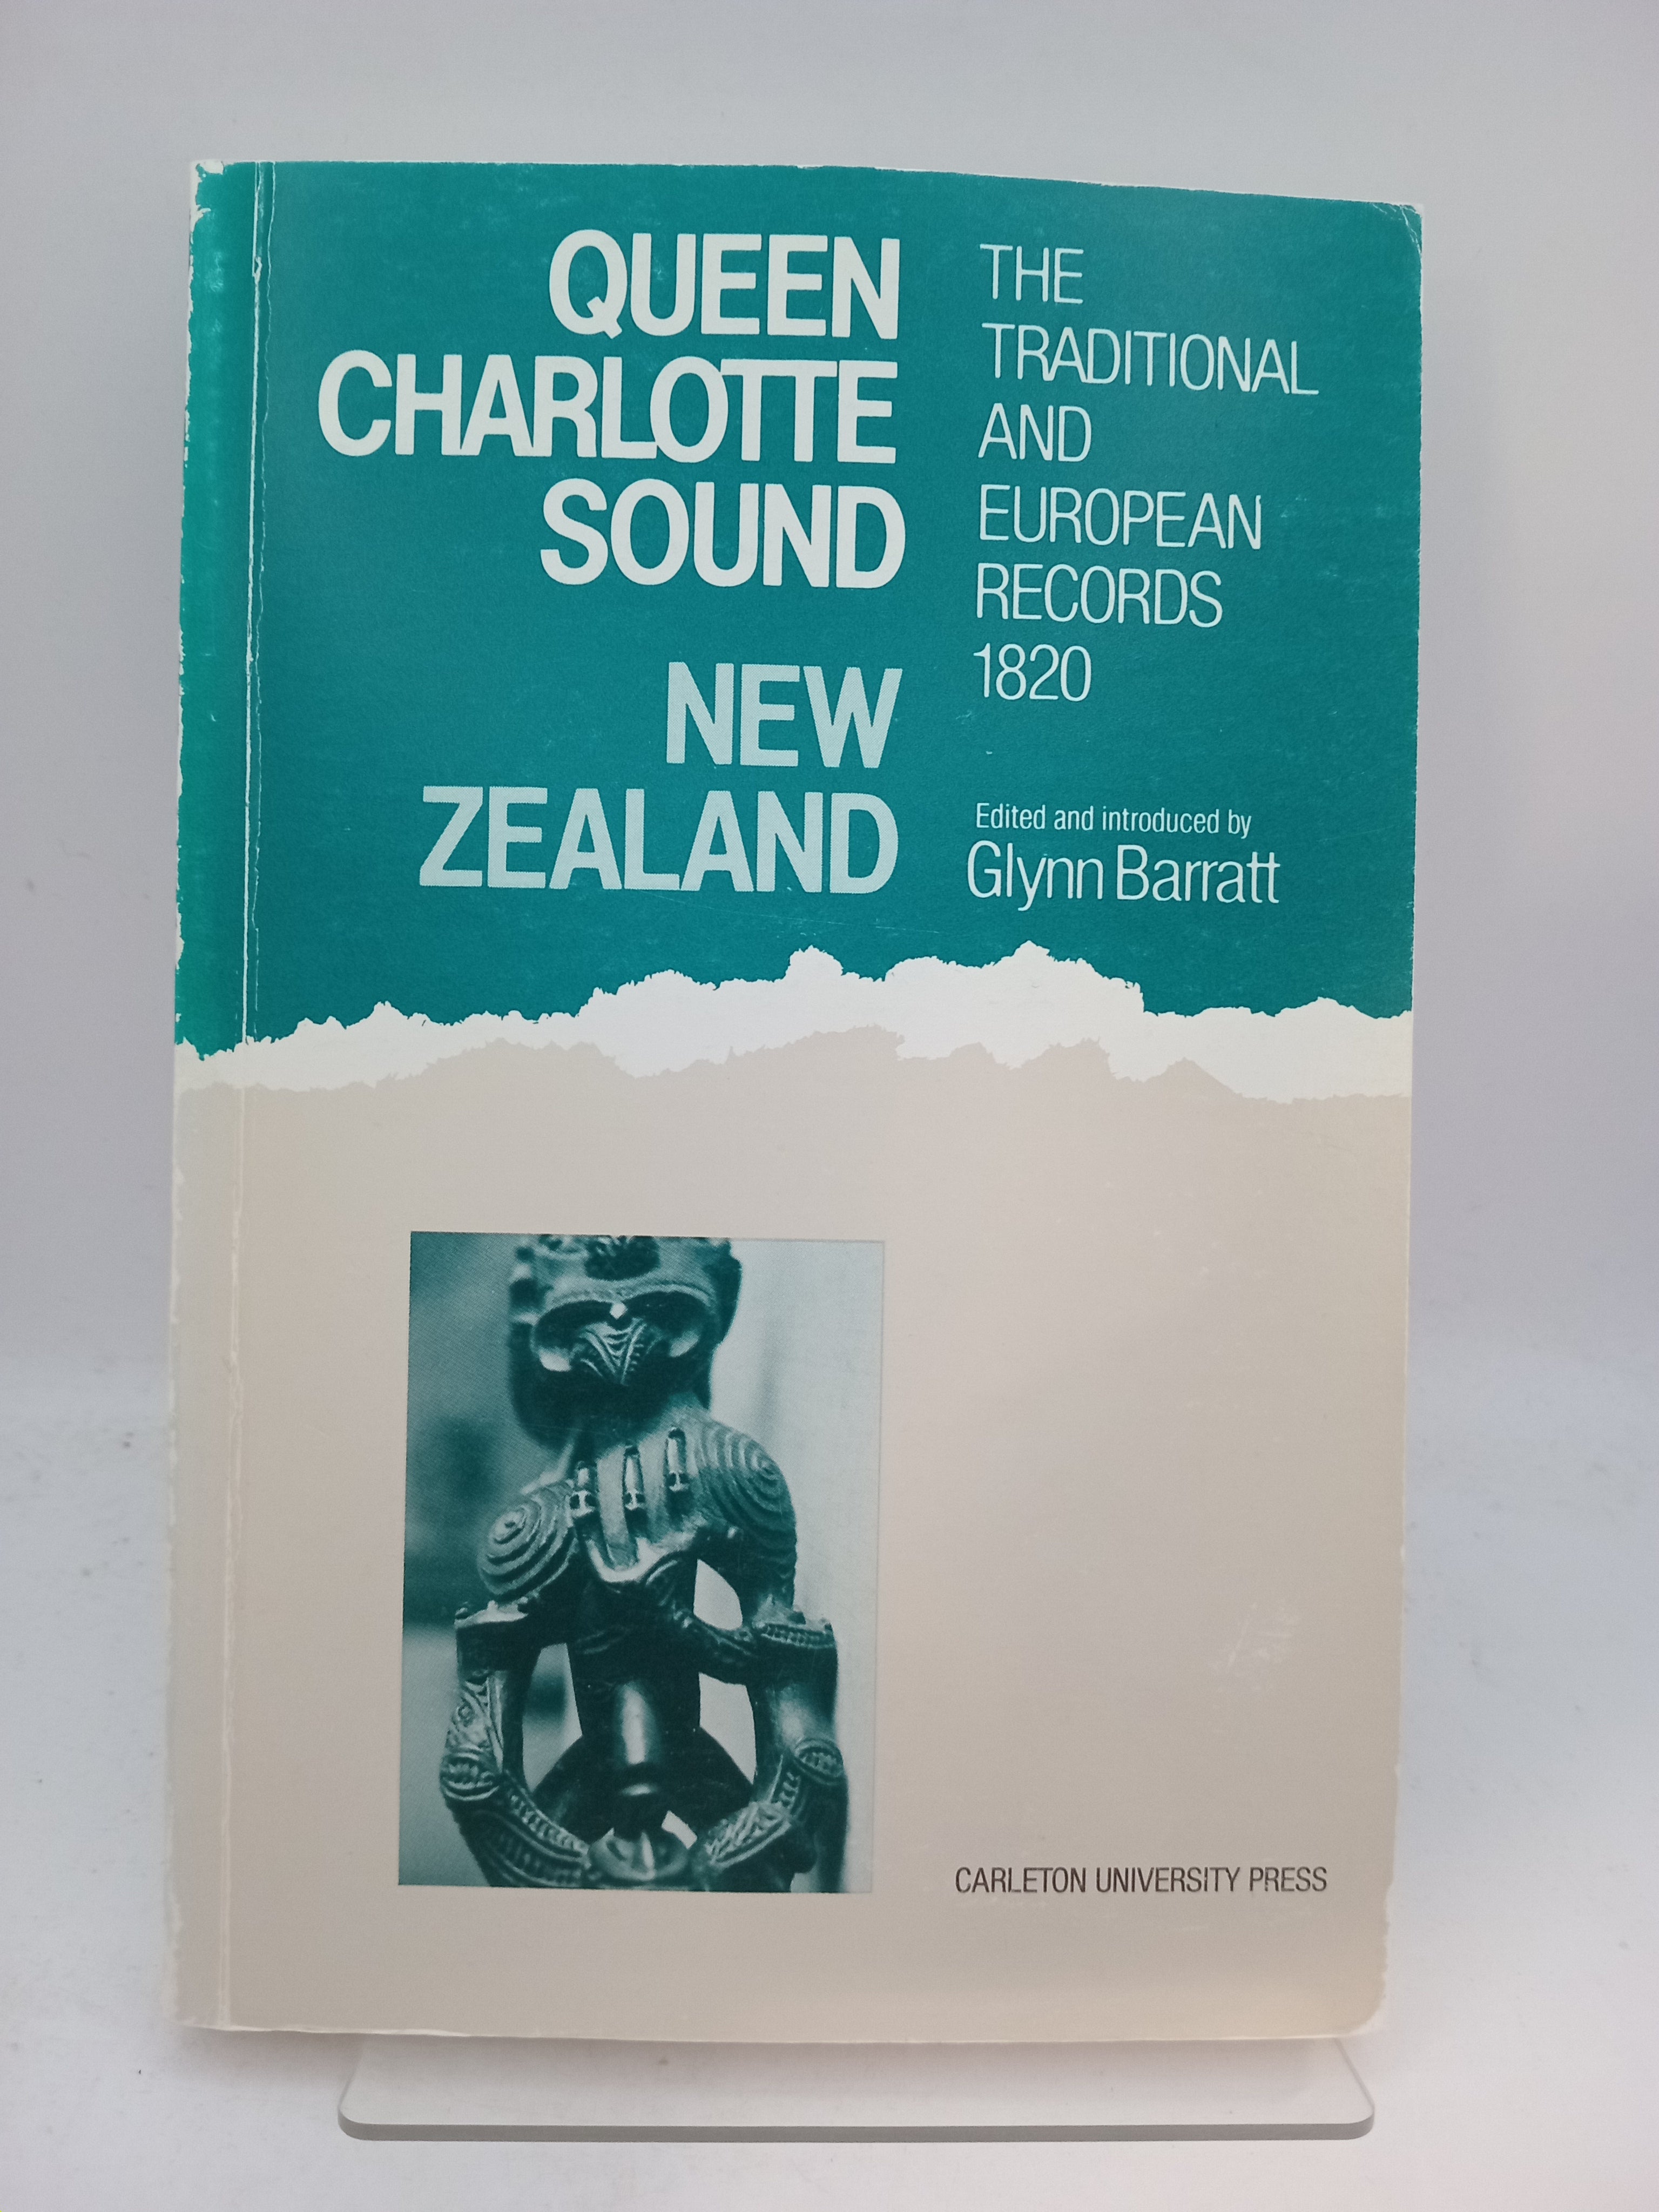 QUEEN
CHARLOTTE
SOUND
NEW
ZEALAND
THE
TRADITIONAL
AND
EUROPEAN
RECORDS
1820
Edited and introduced by
Glynn Barratt
CARLETON UNIVERSITY PRESS